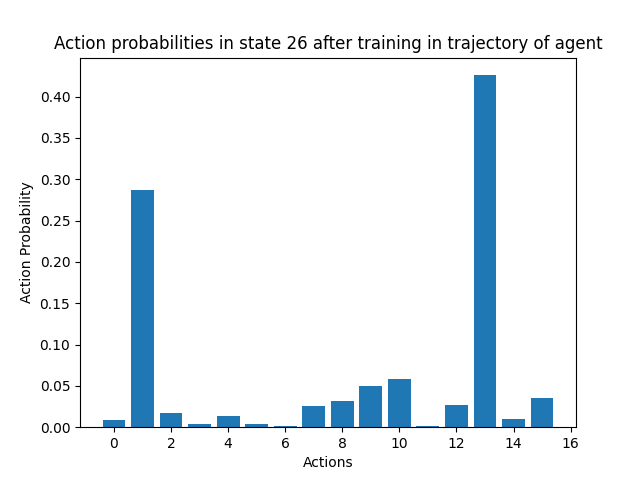 Action probabilities in state 26 after training in trajectory of agent
0.40
0.35
0.30
0.25
0.20
0.15
0.10
0.05
0.00
Action Probability
0 2 4 6 8 10 12 14 16
Actions